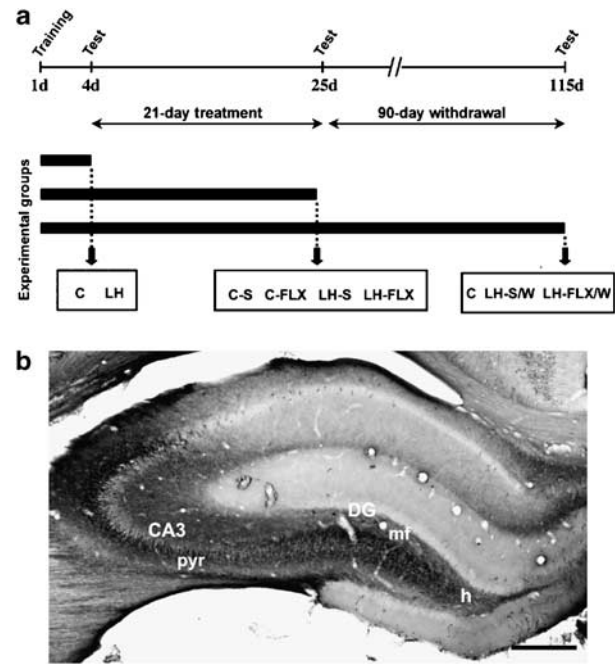 a
Training Test Test Test
1d 4d 25d 115d
21-day treatment 90-day withdrawal
Experimental groups
C LH C-S C-FLX LH-S LH-FLX C LH-S/W LH-FLX/W
b
DG
mf
CA3
pyr
h